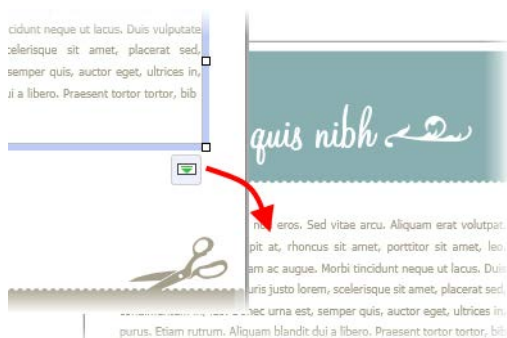 cidunt neque ut lacus. Duis vulputate
celerisque sit amet, placerat sed,
semper quis, auctor eget, ultrices in,
ui a libero. Praesent tortor tortor, bib
quis nibh
eros. Sed vitae arcu. Aliquam erat volutpat.
pit at, rhoncus sit amet, porttitor sit amet, leo.
am ac augue. Morbi tincidunt neque ut lacus. Duis
uris justo lorem, scelerisque sit amet, placerat sed,
nec urna est, semper quis, auctor eget, ultrices in,
purus. Etiam rutrum. Aliquam blandit dui a libero. Praesent tortor tortor, bib